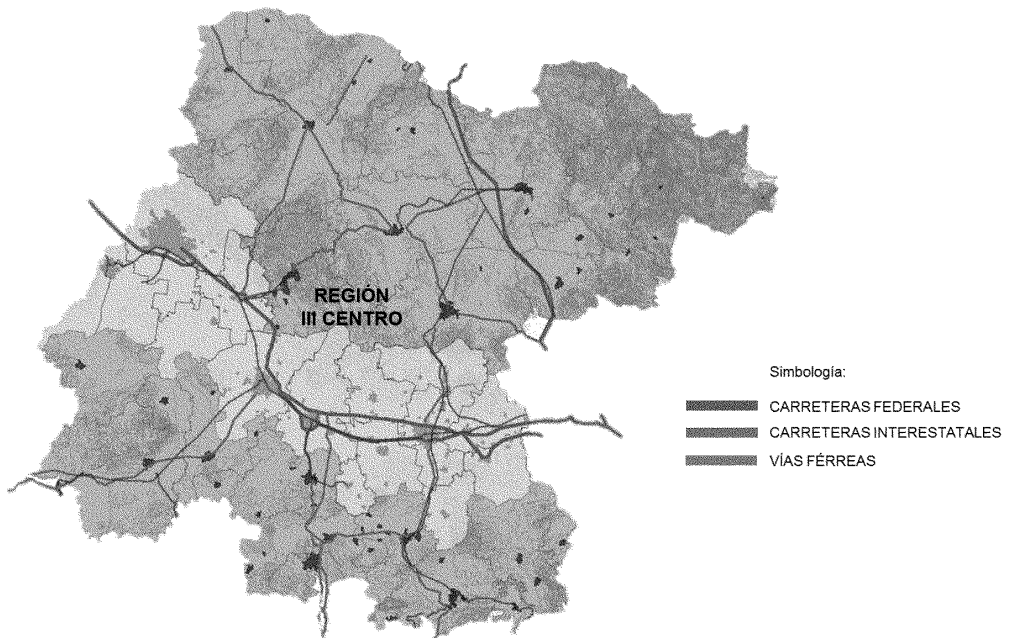 REGIÓN
III CENTRO
Simbología:
CARRETERAS FEDERALES
CARRETERAS INTERESTATALES
VÍAS FÉRREAS